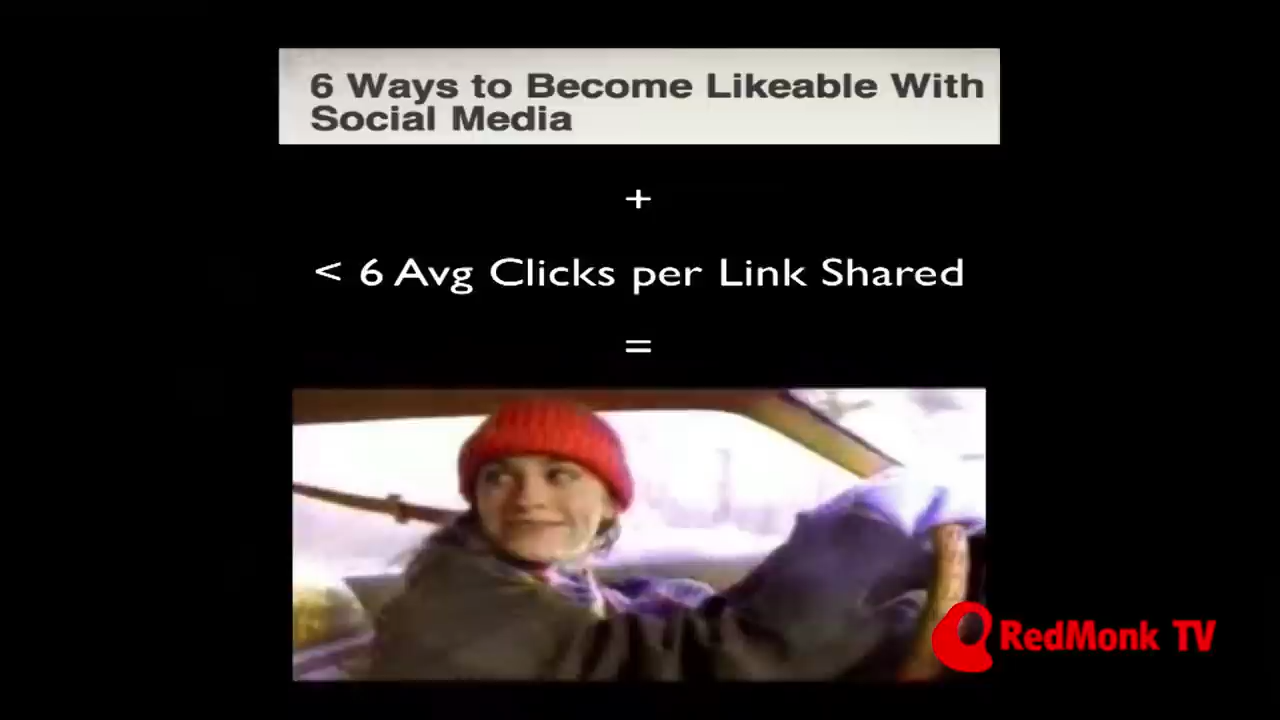 6 Ways to Become Likeable With
Social Media
+
< 6 Avg Clicks per Link Shared
=
RedMonk TV